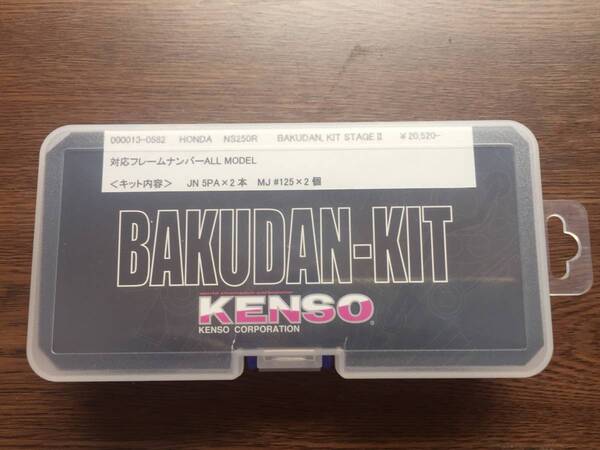 000013-0582 HONDA NS250R BAKUDAN, KIT STAGEⅡ ¥20,520-
対応フレームナンバーALL MODEL
＜キット内容＞ JN 5PA×2本 MJ #125×2個
BAKUDAN-KIT
KENSO®
KENSO CORPORATION